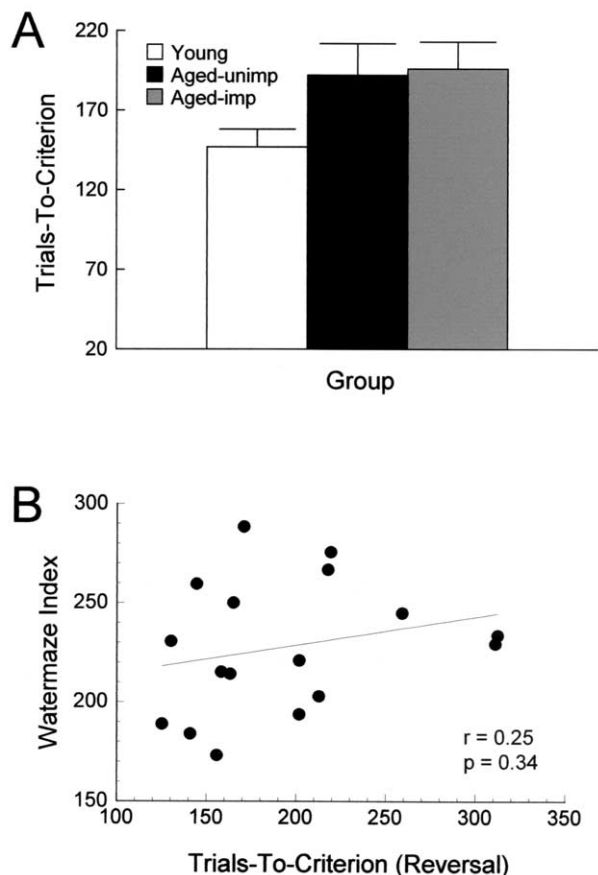 A
220
170
120
70
20
Trials-To-Criterion
Young
Aged-unimp
Aged-imp
Group
B
300
250
200
150
Watermaze Index
r = 0.25
p = 0.34
100 150 200 250 300 350
Trials-To-Criterion (Reversal)